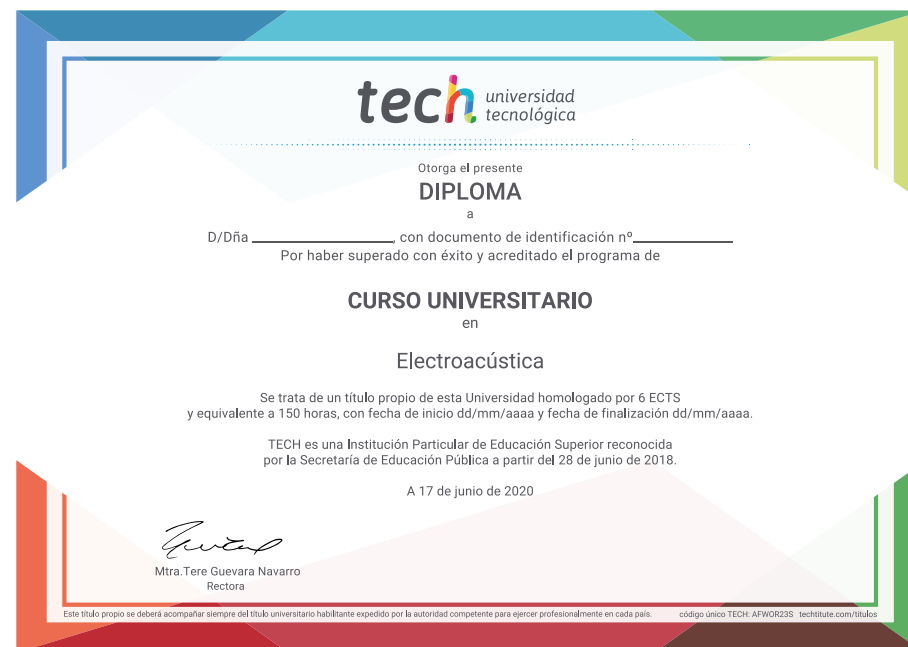 tech universidad
tecnológica
Otorga el presente
DIPLOMA
a
D/Dña ____________________, con documento de identificación nº______________
Por haber superado con éxito y acreditado el programa de
CURSO UNIVERSITARIO
en
Electroacústica
Se trata de un título propio de esta Universidad homologado por 6 ECTS
y equivalente a 150 horas, con fecha de inicio dd/mm/aaaa y fecha de finalización dd/mm/aaaa.
TECH es una Institución Particular de Educación Superior reconocida
por la Secretaría de Educación Pública a partir del 28 de junio de 2018.
A 17 de junio de 2020
Mtra.Tere Guevara Navarro
Rectora
Este título propio se deberá acompañar siempre del título universitario habilitante expedido por la autoridad competente para ejercer profesionalmente en cada país. código único TECH: AFWOR23S techtitute.com/títulos